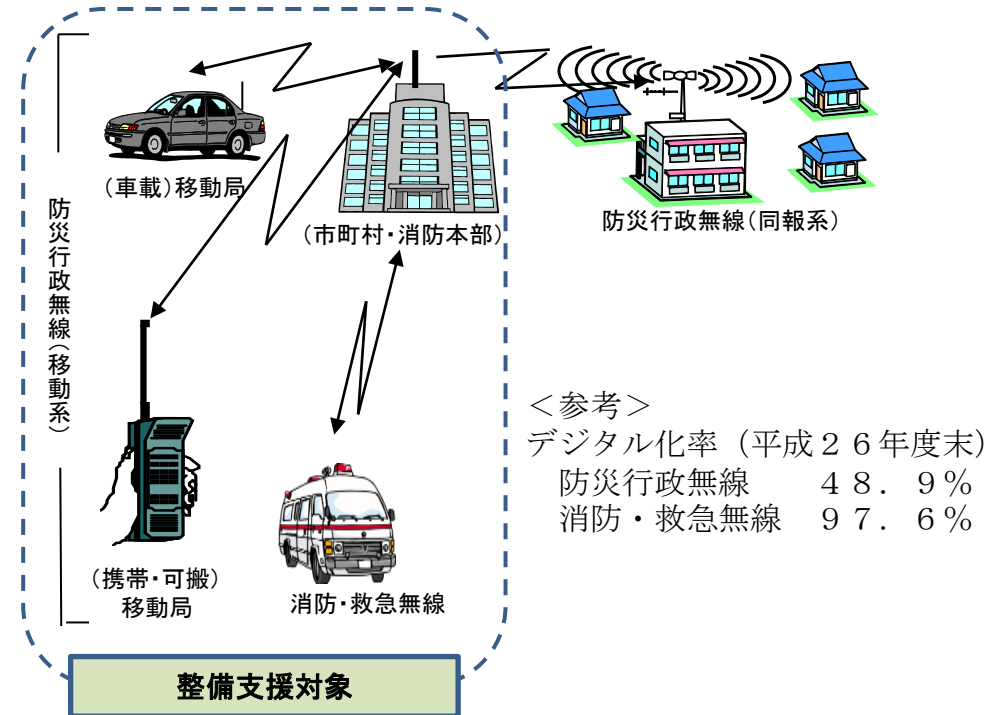 防災行政無線(移動系)
(車載)移動局
(市町村・消防本部)
防災行政無線(同報系)
(携帯・可搬)
移動局
消防・救急無線
整備支援対象
<参考>
デジタル化率(平成26年度末)
防災行政無線 48.9%
消防・救急無線 97.6%